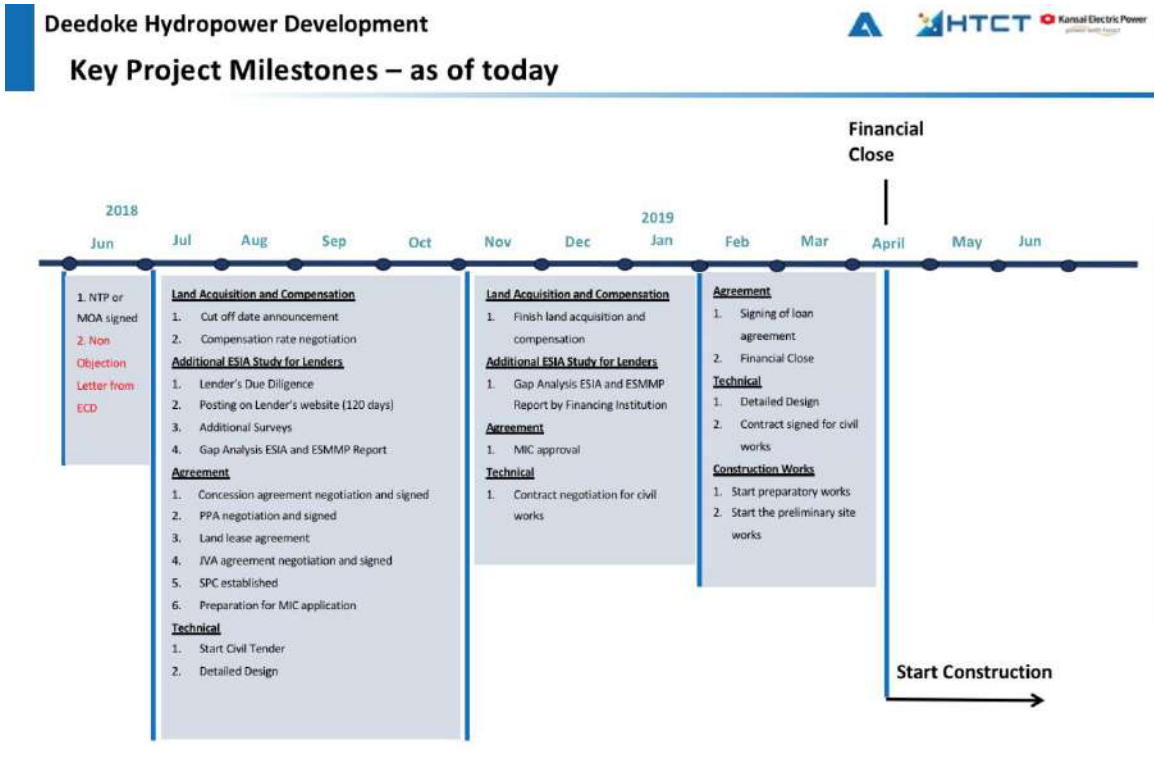 Deedoke Hydropower Development
HTCT
Kansai Electric Power
power with heart
Key Project Milestones – as of today
Financial
Close
2018
2019
Jun
Jul
Aug
Sep
Oct
Nov
Dec
Jan
Feb
Mar
April
May
Jun
1. NTP or
MOA signed
2. Non
Objection
Letter from
ECD
Land Acquisition and Compensation
1. Cut off date announcement
2. Compensation rate negotiation
Additional ESIA Study for Lenders
1. Lender's Due Diligence
2. Posting on Lender's website (120 days)
3. Additional Surveys
4. Gap Analysis ESIA and ESMMP Report
Agreement
1. Concession agreement negotiation and signed
2. PPA negotiation and signed
3. Land lease agreement
4. JVA agreement negotiation and signed
5. SPC established
6. Preparation for MIC application
Technical
1. Start Civil Tender
2. Detailed Design
Land Acquisition and Compensation
1. Finish land acquisition and
compensation
Additional ESIA Study for Lenders
1. Gap Analysis ESIA and ESMMP
Report by Financing Institution
Agreement
1. MIC approval
Technical
1. Contract negotiation for civil
works
Agreement
1. Signing of loan
agreement
2. Financial Close
Technical
1. Detailed Design
2. Contract signed for civil
works
Construction Works
1. Start preparatory works
2. Start the preliminary site
works
Start Construction